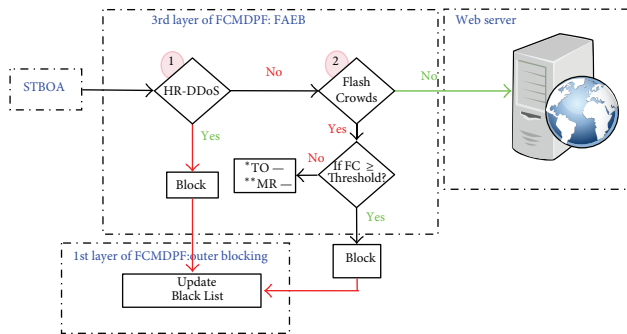 3rd layer of FCMDPF: FAEB
Web server
1
2
STBOA
HR-DDoS
No
Flash
Crowds
No
Yes
Yes
*TO —
**MR —
No
If FC ≥
Threshold?
Block
Yes
1st layer of FCMDPF:outer blocking
Block
Update
Black List